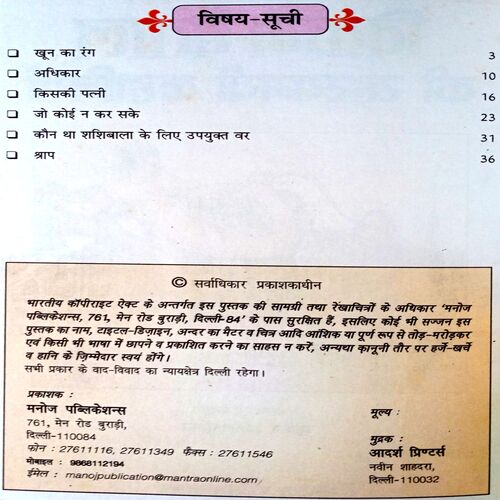 विषय-सूची
❑ खून का रंग 3
❑ अधिकार 10
❑ किसकी पत्नी 16
❑ जो कोई न कर सके 23
❑ कौन था शशिबाला के लिए उपयुक्त वर 31
❑ श्राप 36
© सर्वाधिकार प्रकाशकाधीन
भारतीय कॉपीराइट ऐक्ट के अन्तर्गत इस पुस्तक की सामग्री तथा रेखाचित्रों के अधिकार ‘मनोज
पब्लिकेशन्स, 761, मेन रोड बुराड़ी, दिल्ली-84’ के पास सुरक्षित हैं, इसलिए कोई भी सज्जन इस
पुस्तक का नाम, टाइटल-डिज़ाइन, अन्दर का मैटर व चित्र आदि आंशिक या पूर्ण रूप से तोड़-मरोड़कर
एवं किसी भी भाषा में छापने व प्रकाशित करने का साहस न करें, अन्यथा क़ानूनी तौर पर हर्जे-खर्चे
व हानि के ज़िम्मेदार स्वयं होंगे।
सभी प्रकार के वाद-विवाद का न्यायक्षेत्र दिल्ली रहेगा।
प्रकाशक :
मनोज पब्लिकेशन्स
761, मेन रोड बुराड़ी,
दिल्ली-110084
फोन : 27611116, 27611349 फैक्स : 27611546
मोबाइल : 9868112194
ईमेल : manojpublication@mantraonline.com
मूल्य :
मुद्रक :
आदर्श प्रिण्टर्स
नवीन शाहदरा,
दिल्ली-110032